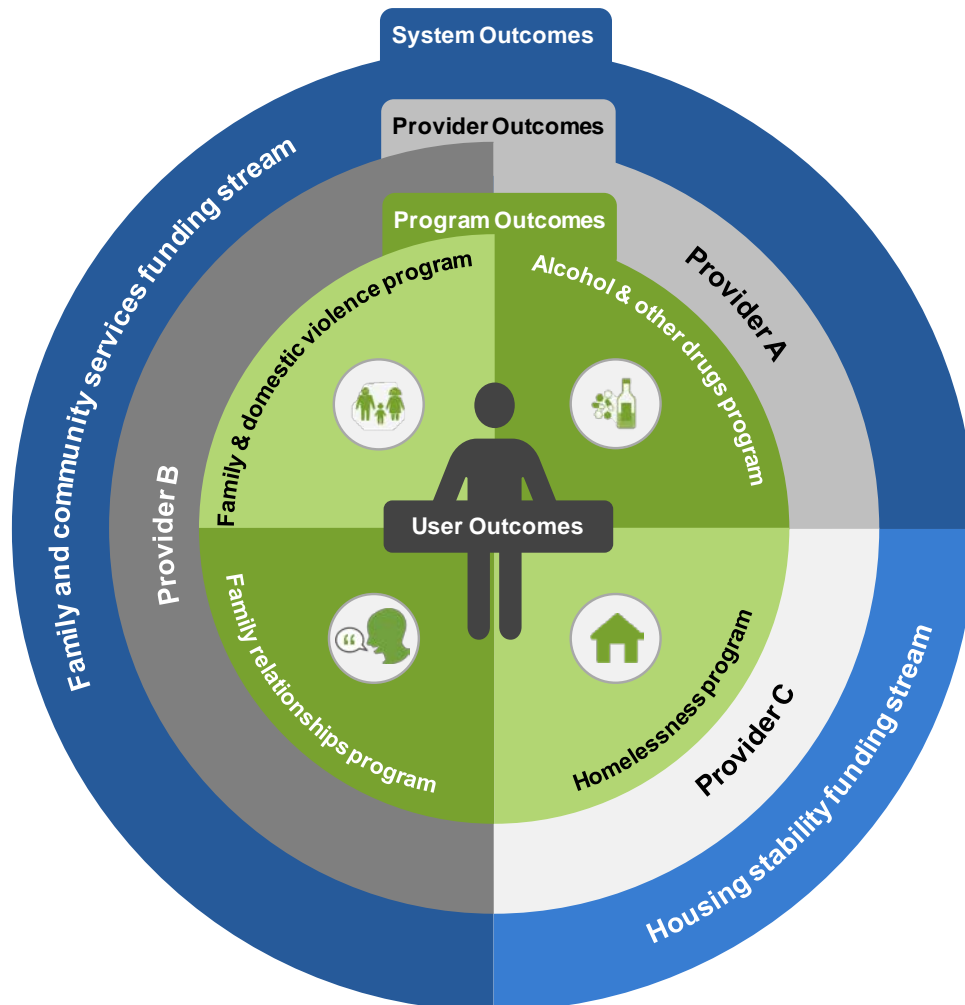 System Outcomes
Provider Outcomes
Program Outcomes
Family and community services funding stream
Provider B
Family & domestic violence program
Alcohol & other drugs program
Provider A
User Outcomes
Family relationships program
Homelessness program
Provider C
Housing stability funding stream